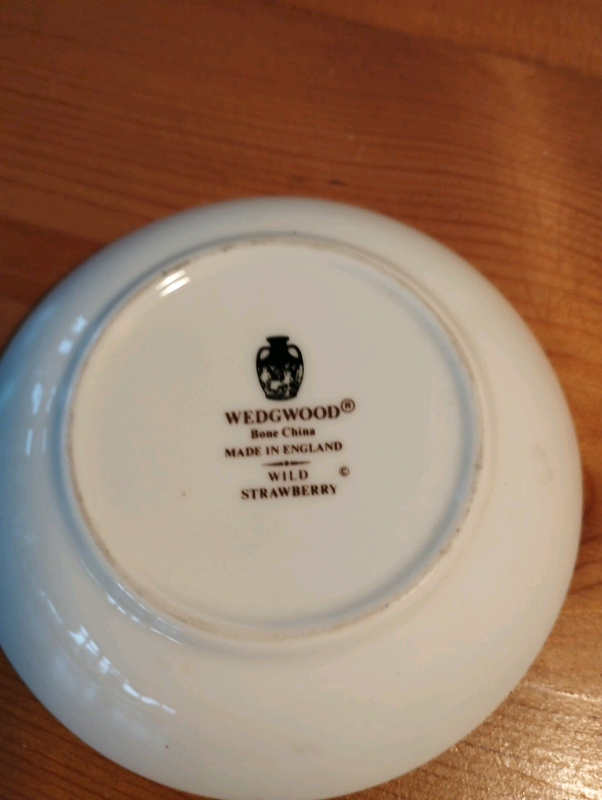 WEDGWOOD®
Bone China
MADE IN ENGLAND
WILD ©
STRAWBERRY